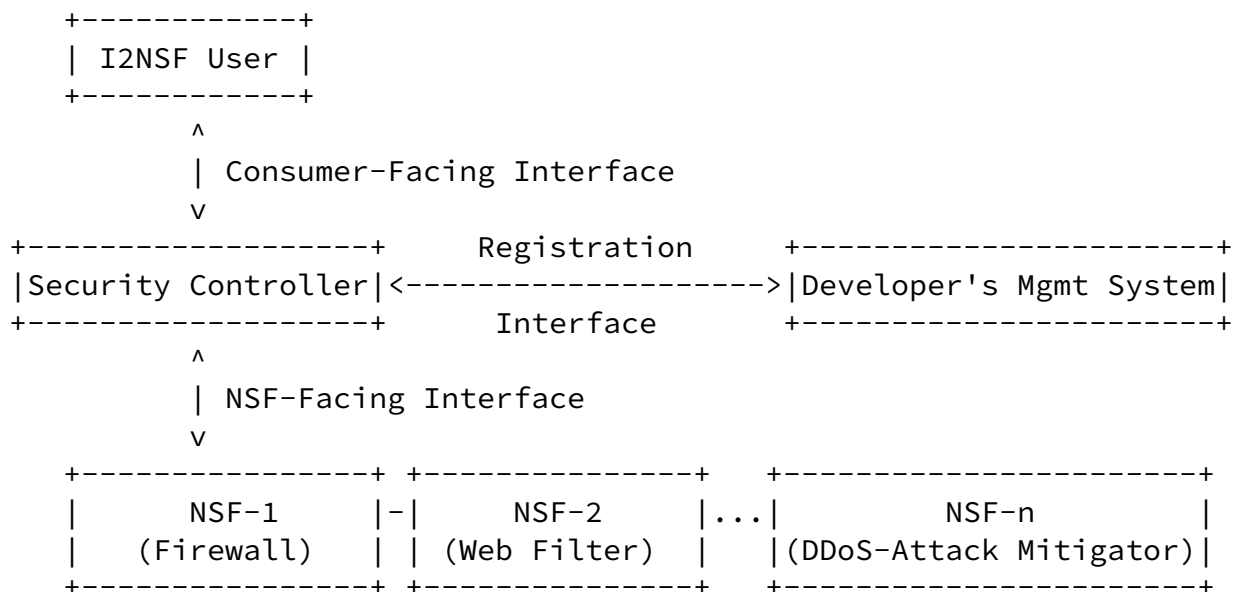 I2NSF User
Consumer-Facing Interface
Registration
Security Controller
Developer's Mgmt System
Interface
NSF-Facing Interface
NSF-1 NSF-2 ... NSF-n
(Firewall) (Web Filter) (DDoS-Attack Mitigator)